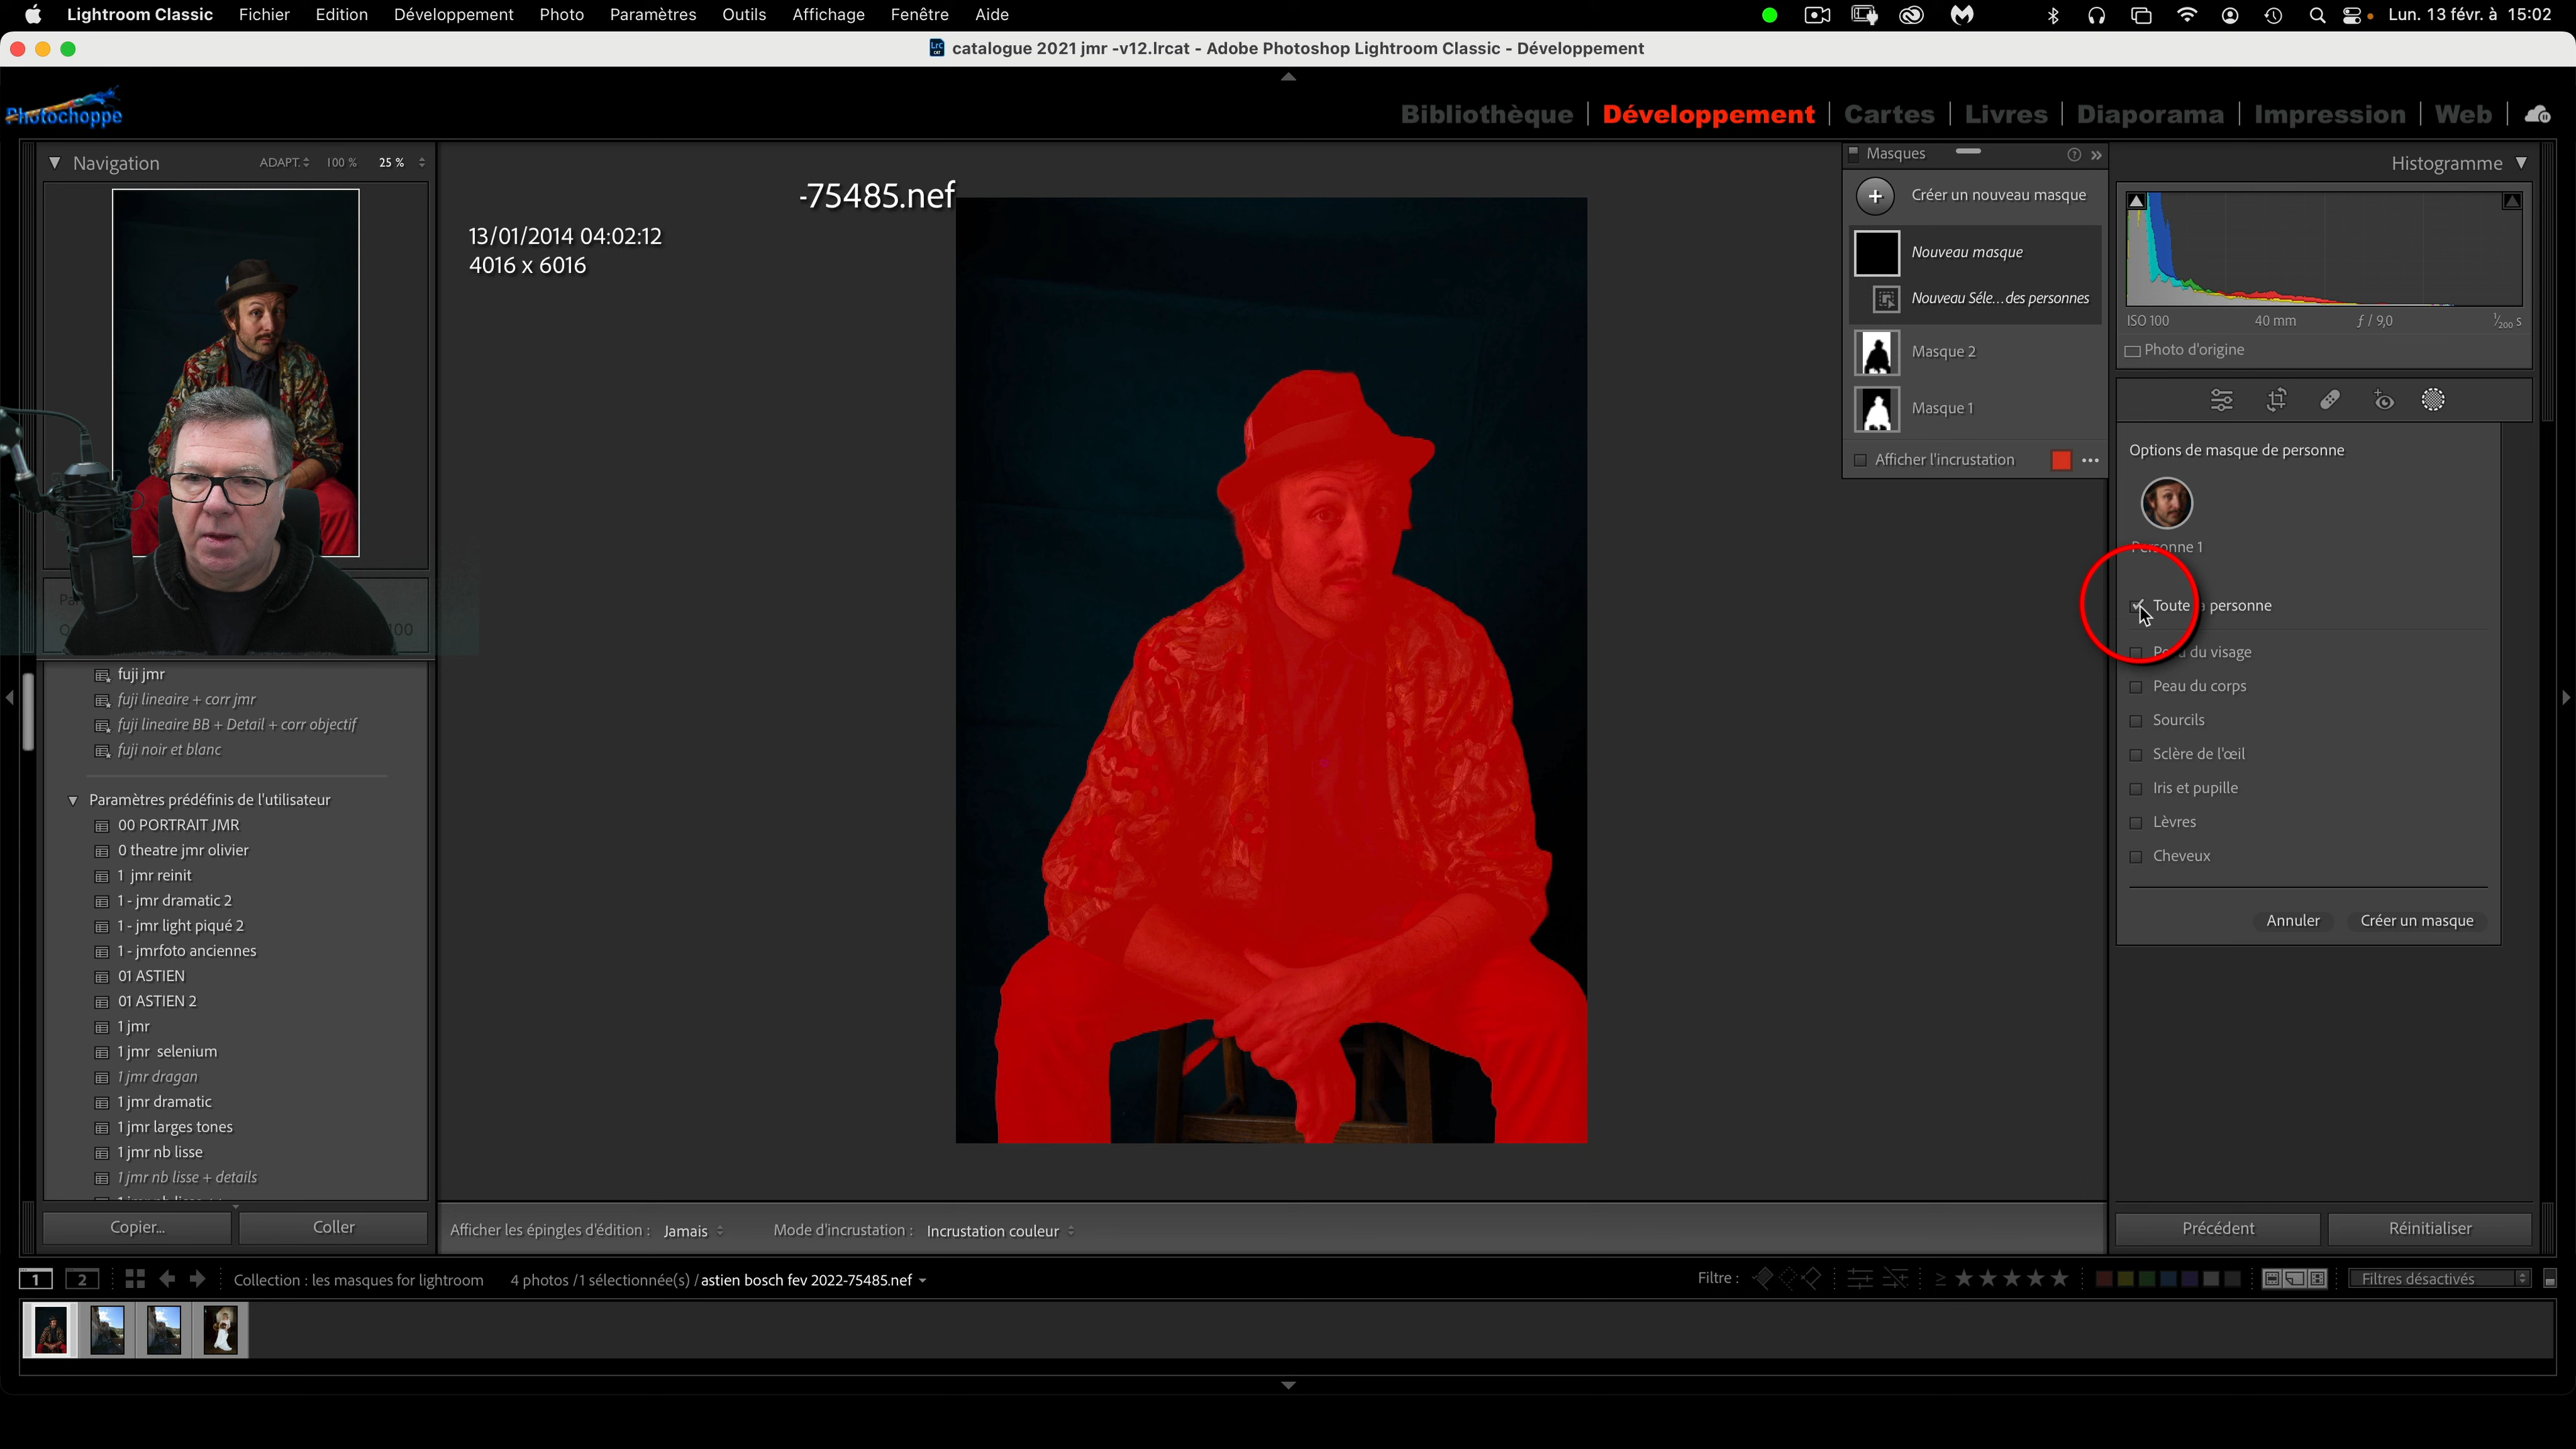 Lightroom Classic Fichier Edition Développement Photo Paramètres Outils Affichage Fenêtre Aide
Lun. 13 févr. à 15:02
catalogue 2021 jmr -v12.lrcat - Adobe Photoshop Lightroom Classic - Développement
Photochoppe
Bibliothèque | Développement | Cartes | Livres | Diaporama | Impression | Web
Navigation ADAPT. 100 % 25 %
-75485.nef
13/01/2014 04:02:12
4016 x 6016
Masques
Créer un nouveau masque
Nouveau masque
Nouveau Séle…des personnes
Masque 2
Masque 1
Afficher l'incrustation
Histogramme
ISO 100 40 mm ƒ / 9,0 1/200 s
Photo d'origine
Options de masque de personne
Personne 1
Toute personne
du visage
Peau du corps
Sourcils
Sclère de l'œil
Iris et pupille
Lèvres
Cheveux
Annuler Créer un masque
fuji jmr
fuji lineaire + corr jmr
fuji lineaire BB + Detail + corr objectif
fuji noir et blanc
Paramètres prédéfinis de l'utilisateur
00 PORTRAIT JMR
0 theatre jmr olivier
1 jmr reinit
1 - jmr dramatic 2
1 - jmr light piqué 2
1 - jmrfoto anciennes
01 ASTIEN
01 ASTIEN 2
1 jmr
1 jmr selenium
1 jmr dragan
1 jmr dramatic
1 jmr larges tones
1 jmr nb lisse
1 jmr nb lisse + details
Copier... Coller
Afficher les épingles d'édition : Jamais Mode d'incrustation : Incrustation couleur
Précédent Réinitialiser
1 2 Collection : les masques for lightroom 4 photos /1 sélectionnée(s) /astien bosch fev 2022-75485.nef
Filtre : ≥ ★★★★★ Filtres désactivés